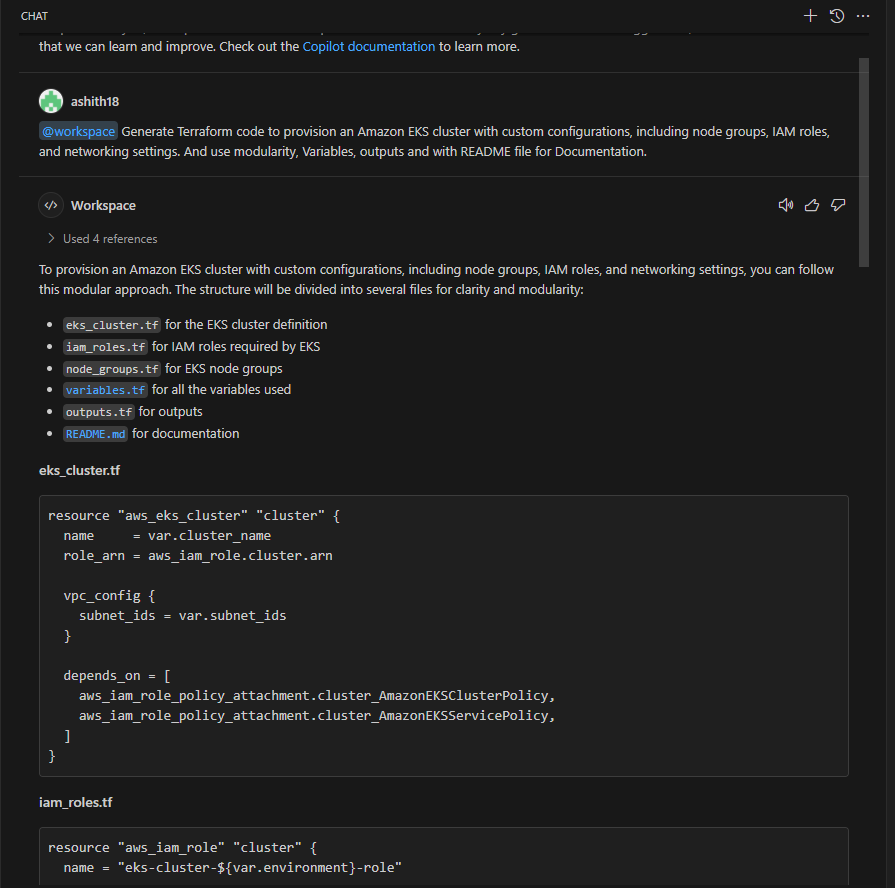 CHAT
that we can learn and improve. Check out the Copilot documentation to learn more.
ashith18
@workspace Generate Terraform code to provision an Amazon EKS cluster with custom configurations, including node groups, IAM roles,
and networking settings. And use modularity, Variables, outputs and with README file for Documentation.
Workspace
Used 4 references
To provision an Amazon EKS cluster with custom configurations, including node groups, IAM roles, and networking settings, you can follow
this modular approach. The structure will be divided into several files for clarity and modularity:
• eks_cluster.tf for the EKS cluster definition
• iam_roles.tf for IAM roles required by EKS
• node_groups.tf for EKS node groups
• variables.tf for all the variables used
• outputs.tf for outputs
• README.md for documentation
eks_cluster.tf
resource "aws_eks_cluster" "cluster" {
  name     = var.cluster_name
  role_arn = aws_iam_role.cluster.arn
  vpc_config {
    subnet_ids = var.subnet_ids
  }
  depends_on = [
    aws_iam_role_policy_attachment.cluster_AmazonEKSClusterPolicy,
    aws_iam_role_policy_attachment.cluster_AmazonEKSServicePolicy,
  ]
}
iam_roles.tf
resource "aws_iam_role" "cluster" {
  name = "eks-cluster-${var.environment}-role"